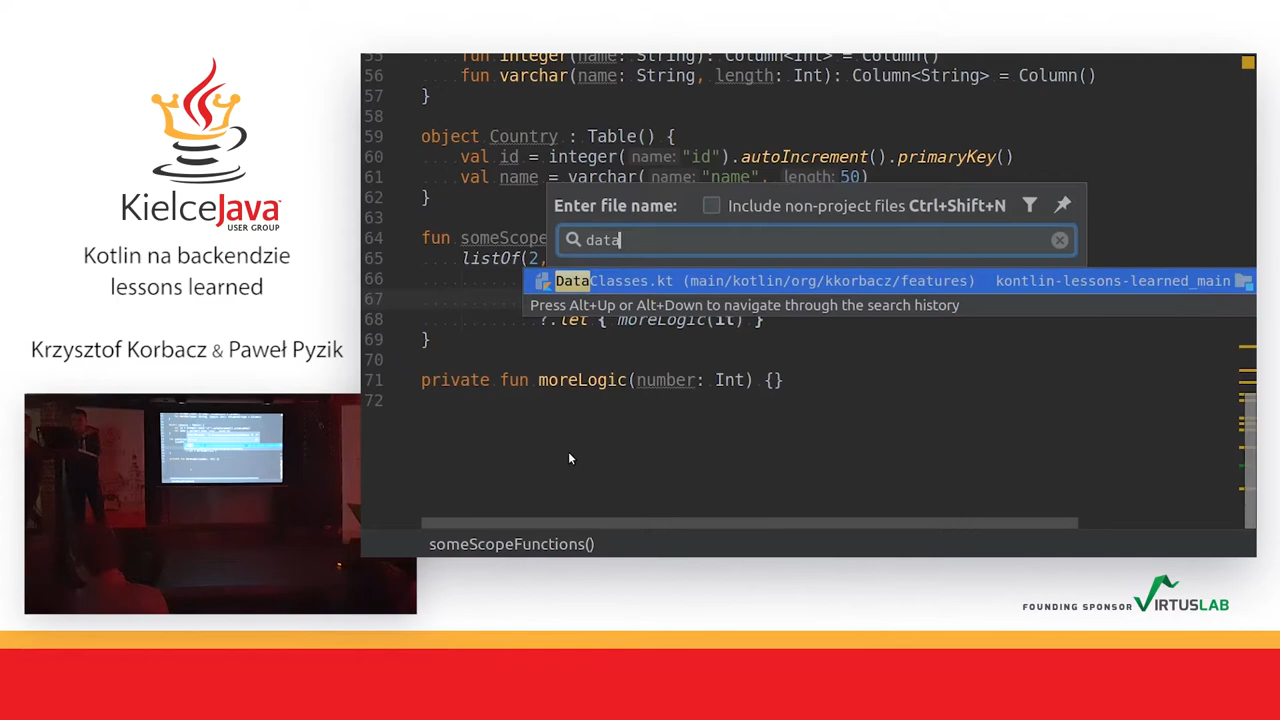 KielceJava
USER GROUP
Kotlin na backendzie
lessons learned
Krzysztof Korbacz & Paweł Pyzik
55 fun integer(name: String): Column<Int> = Column()
56 fun varchar(name: String, length: Int): Column<String> = Column()
57 }
58
59 object Country : Table() {
60 val id = integer( name: "id").autoIncrement().primaryKey()
61 val name = varchar( name: "name", length: 50)
62 }
63
64 fun someScope
65 listOf(2,
66
67
68 ?.let { moreLogic(it) }
69 }
70
71 private fun moreLogic(number: Int) {}
72
Enter file name: Include non-project files Ctrl+Shift+N
data
DataClasses.kt (main/kotlin/org/kkorbacz/features) kontlin-lessons-learned_main
Press Alt+Up or Alt+Down to navigate through the search history
someScopeFunctions()
FOUNDING SPONSOR VIRTUSLAB